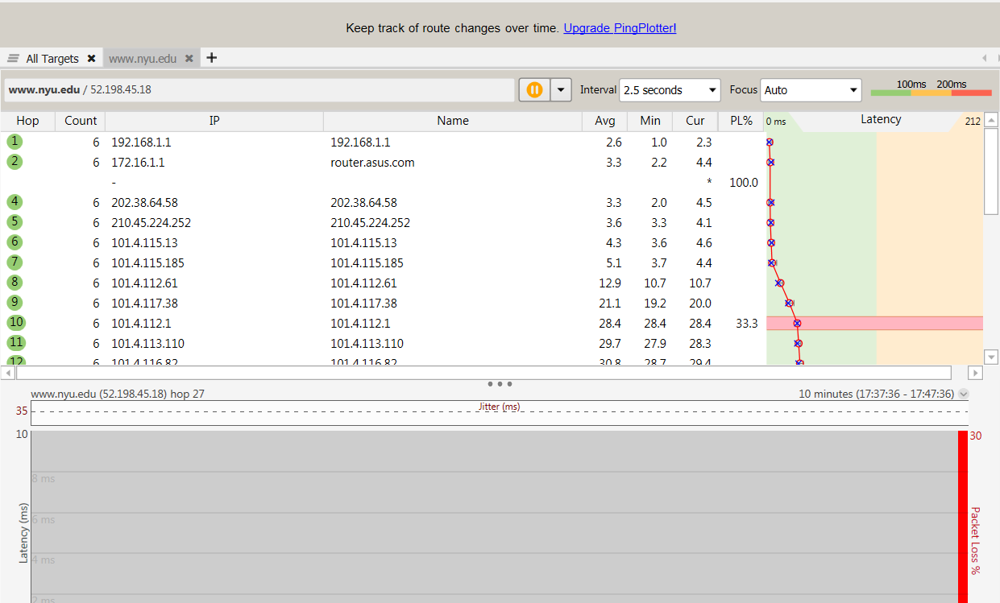 Keep track of route changes over time. Upgrade PingPlotter!
All Targets www.nyu.edu
www.nyu.edu / 52.198.45.18 Interval 2.5 seconds Focus Auto 100ms 200ms
Hop Count IP Name Avg Min Cur PL% 0 ms Latency 212
1 6 192.168.1.1 192.168.1.1 2.6 1.0 2.3
2 6 172.16.1.1 router.asus.com 3.3 2.2 4.4
- * 100.0
4 6 202.38.64.58 202.38.64.58 3.3 2.0 4.5
5 6 210.45.224.252 210.45.224.252 3.6 3.3 4.1
6 6 101.4.115.13 101.4.115.13 4.3 3.6 4.6
7 6 101.4.115.185 101.4.115.185 5.1 3.7 4.4
8 6 101.4.112.61 101.4.112.61 12.9 10.7 10.7
9 6 101.4.117.38 101.4.117.38 21.1 19.2 20.0
10 6 101.4.112.1 101.4.112.1 28.4 28.4 28.4 33.3
11 6 101.4.113.110 101.4.113.110 29.7 27.9 28.3
12 6 101.4.116.82 101.4.116.82 30.8 28.7 29.4
www.nyu.edu (52.198.45.18) hop 27 10 minutes (17:37:36 - 17:47:36)
35 Jitter (ms)
10 30
8 ms
6 ms
4 ms
2 ms
Latency (ms)
Packet Loss %